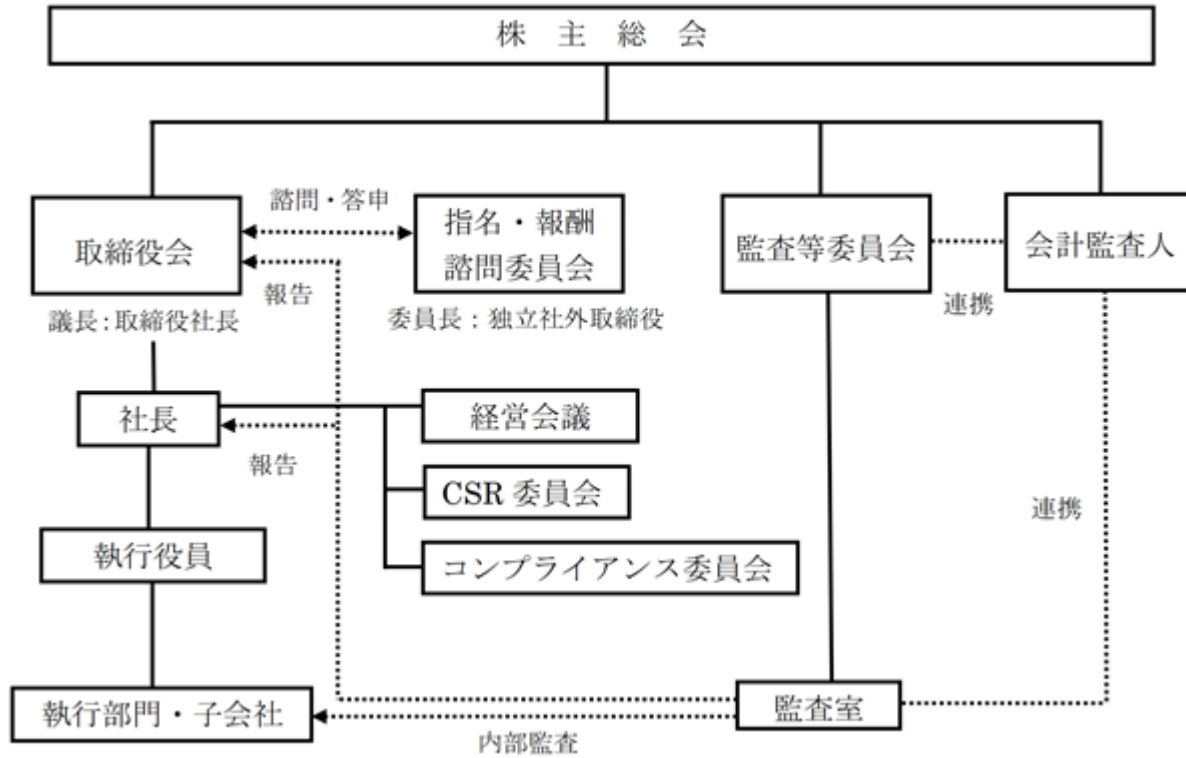 株 主 総 会
諮問・答申
取締役会
指名・報酬
諮問委員会
監査等委員会
会計監査人
報告
連携
議長：取締役社長
委員長：独立社外取締役
社長
経営会議
報告
CSR 委員会
連携
執行役員
コンプライアンス委員会
執行部門・子会社
監査室
内部監査